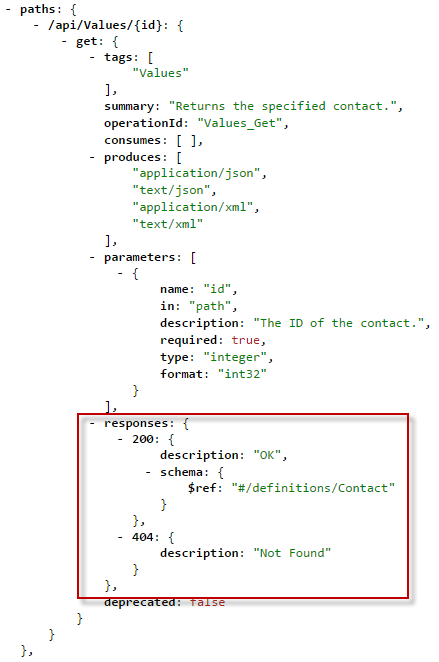 - paths: {
- /api/Values/{id}: {
- get: {
- tags: [
"Values"
],
summary: "Returns the specified contact.",
operationId: "Values_Get",
consumes: [ ],
- produces: [
"application/json",
"text/json",
"application/xml",
"text/xml"
],
- parameters: [
- {
name: "id",
in: "path",
description: "The ID of the contact.",
required: true,
type: "integer",
format: "int32"
}
],
- responses: {
- 200: {
description: "OK",
- schema: {
$ref: "#/definitions/Contact"
}
},
- 404: {
description: "Not Found"
}
},
deprecated: false
}
}
},